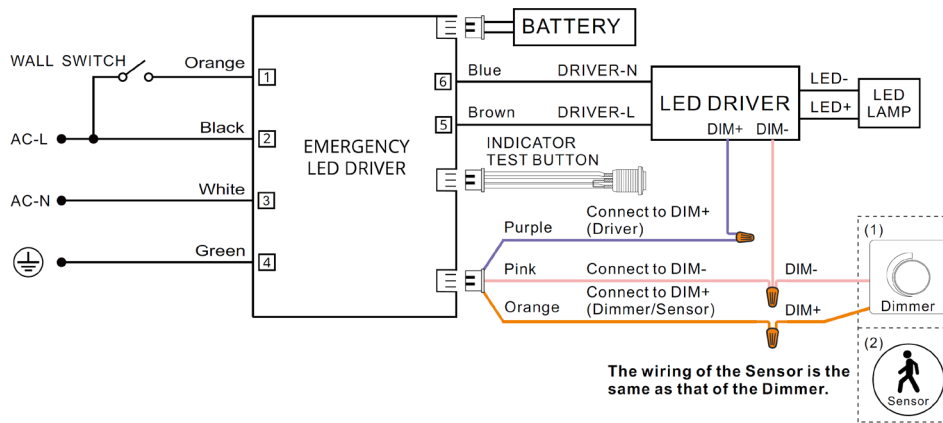 BATTERY
WALL SWITCH
Orange
1
6
Blue
DRIVER-N
LED DRIVER
DIM+ DIM-
LED-
LED+
LED
LAMP
AC-L
Black
2
5
Brown
DRIVER-L
EMERGENCY
LED DRIVER
INDICATOR
TEST BUTTON
AC-N
White
3
Green
4
Purple
Connect to DIM+
(Driver)
Pink
Connect to DIM-
DIM-
Orange
Connect to DIM+
(Dimmer/Sensor)
DIM+
(1)
Dimmer
(2)
Sensor
The wiring of the Sensor is the
same as that of the Dimmer.